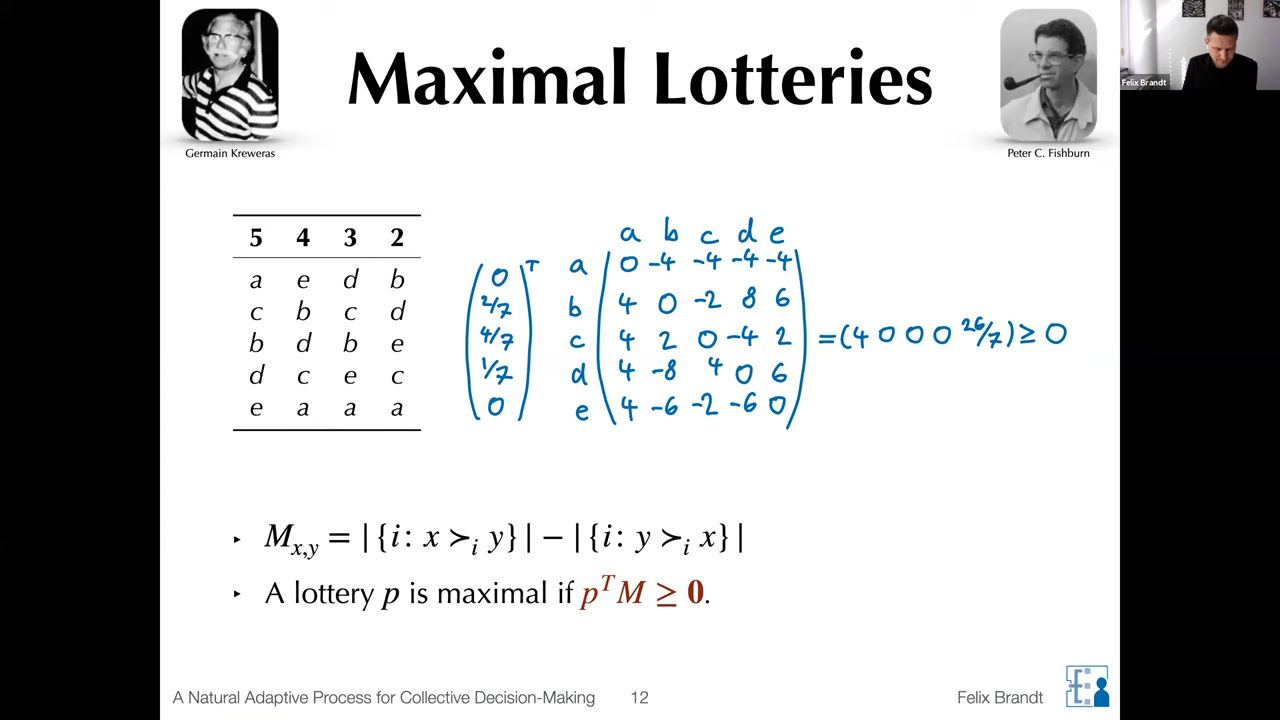 Maximal Lotteries
Felix Brandt
Germain Kreweras
Peter C. Fishburn
5 4 3 2
a e d b
c b c d
b d b e
d c e c
e a a a
a b c d e
0 T a 0 -4 -4 -4 -4
2/7 b 4 0 -2 8 6
4/7 c 4 2 0 -4 2 =(4 0 0 0 26/7) ≥ 0
1/7 d 4 -8 4 0 6
0 e 4 -6 -2 -6 0
‣ M_{x,y} = |{i: x ≻_i y}| − |{i: y ≻_i x}|
‣ A lottery p is maximal if p^T M ≥ 0.
A Natural Adaptive Process for Collective Decision-Making 12 Felix Brandt